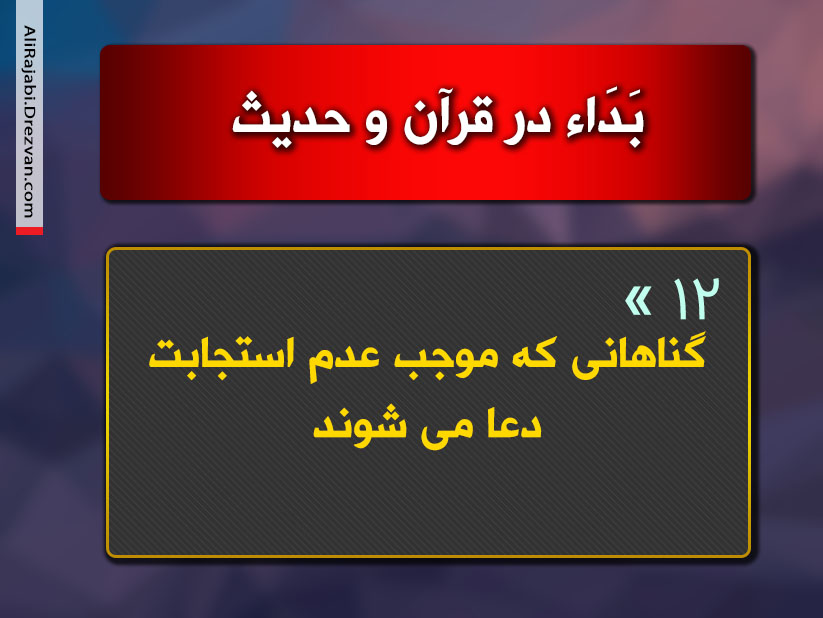 AliRajabi.Drezvan.com
بَدَاء در قرآن و حدیث
۱۲ »
گناهانی که موجب عدم استجابت
دعا می شوند